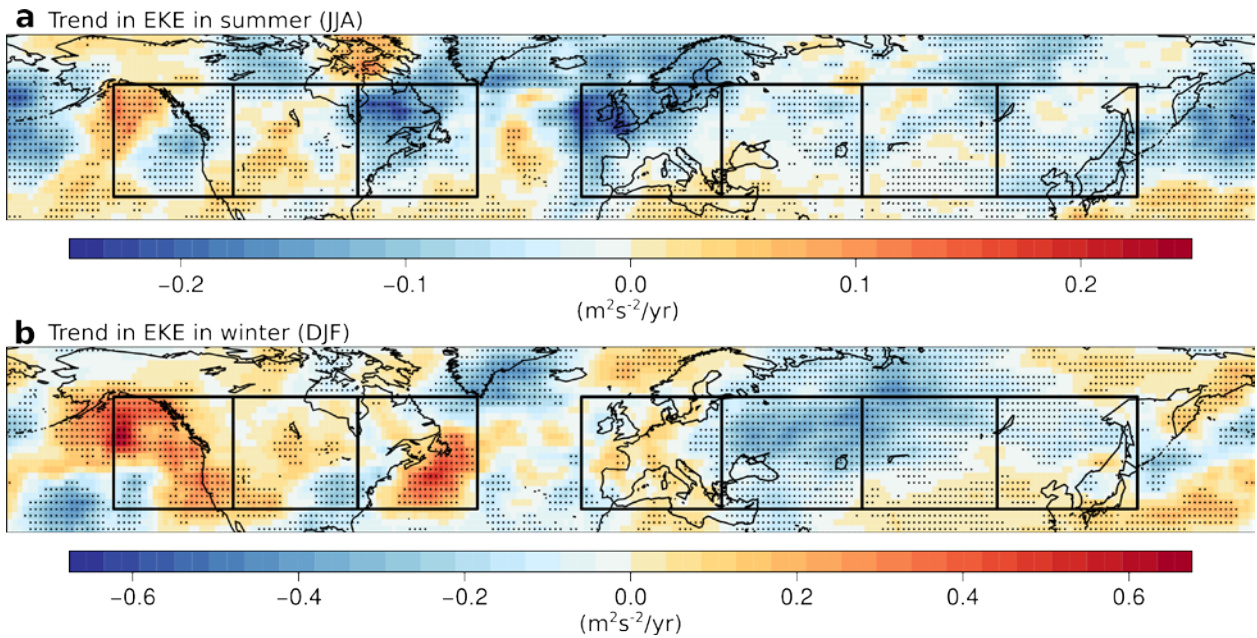 a Trend in EKE in summer (JJA)
−0.2 −0.1 0.0 0.1 0.2
(m²s⁻²/yr)
b Trend in EKE in winter (DJF)
−0.6 −0.4 −0.2 0.0 0.2 0.4 0.6
(m²s⁻²/yr)